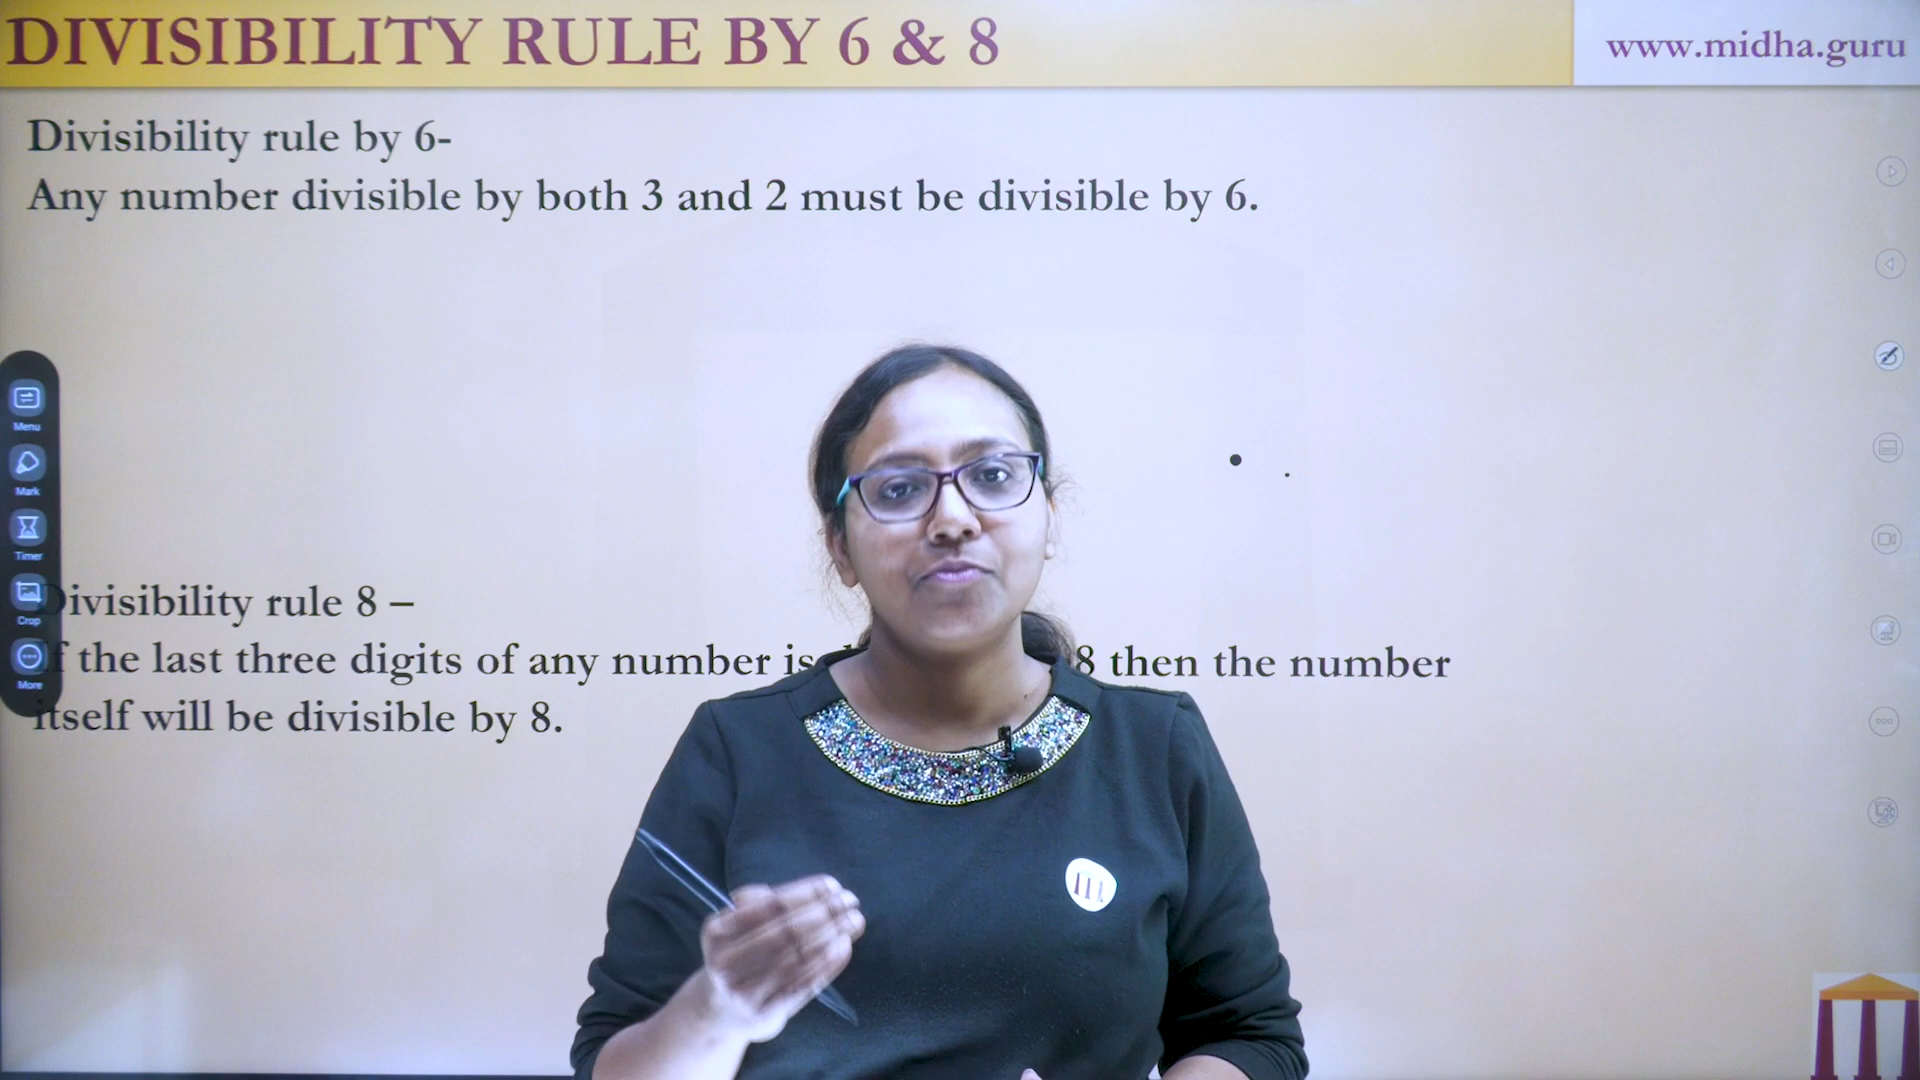 DIVISIBILITY RULE BY 6 & 8
www.midha.guru
Divisibility rule by 6-
Any number divisible by both 3 and 2 must be divisible by 6.
Menu
Mark
Timer
Crop
More
Divisibility rule 8 –
If the last three digits of any number is 8 then the number
itself will be divisible by 8.